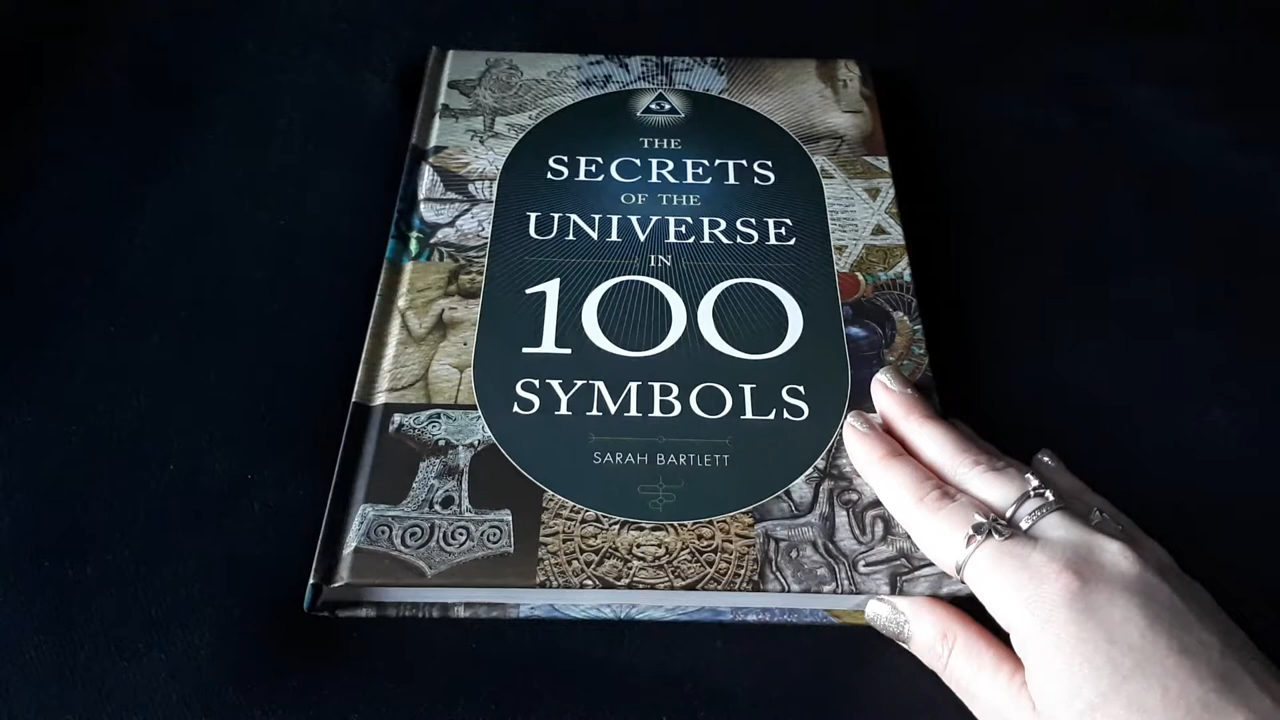 THE
SECRETS
OF THE
UNIVERSE
IN
100
SYMBOLS
SARAH BARTLETT